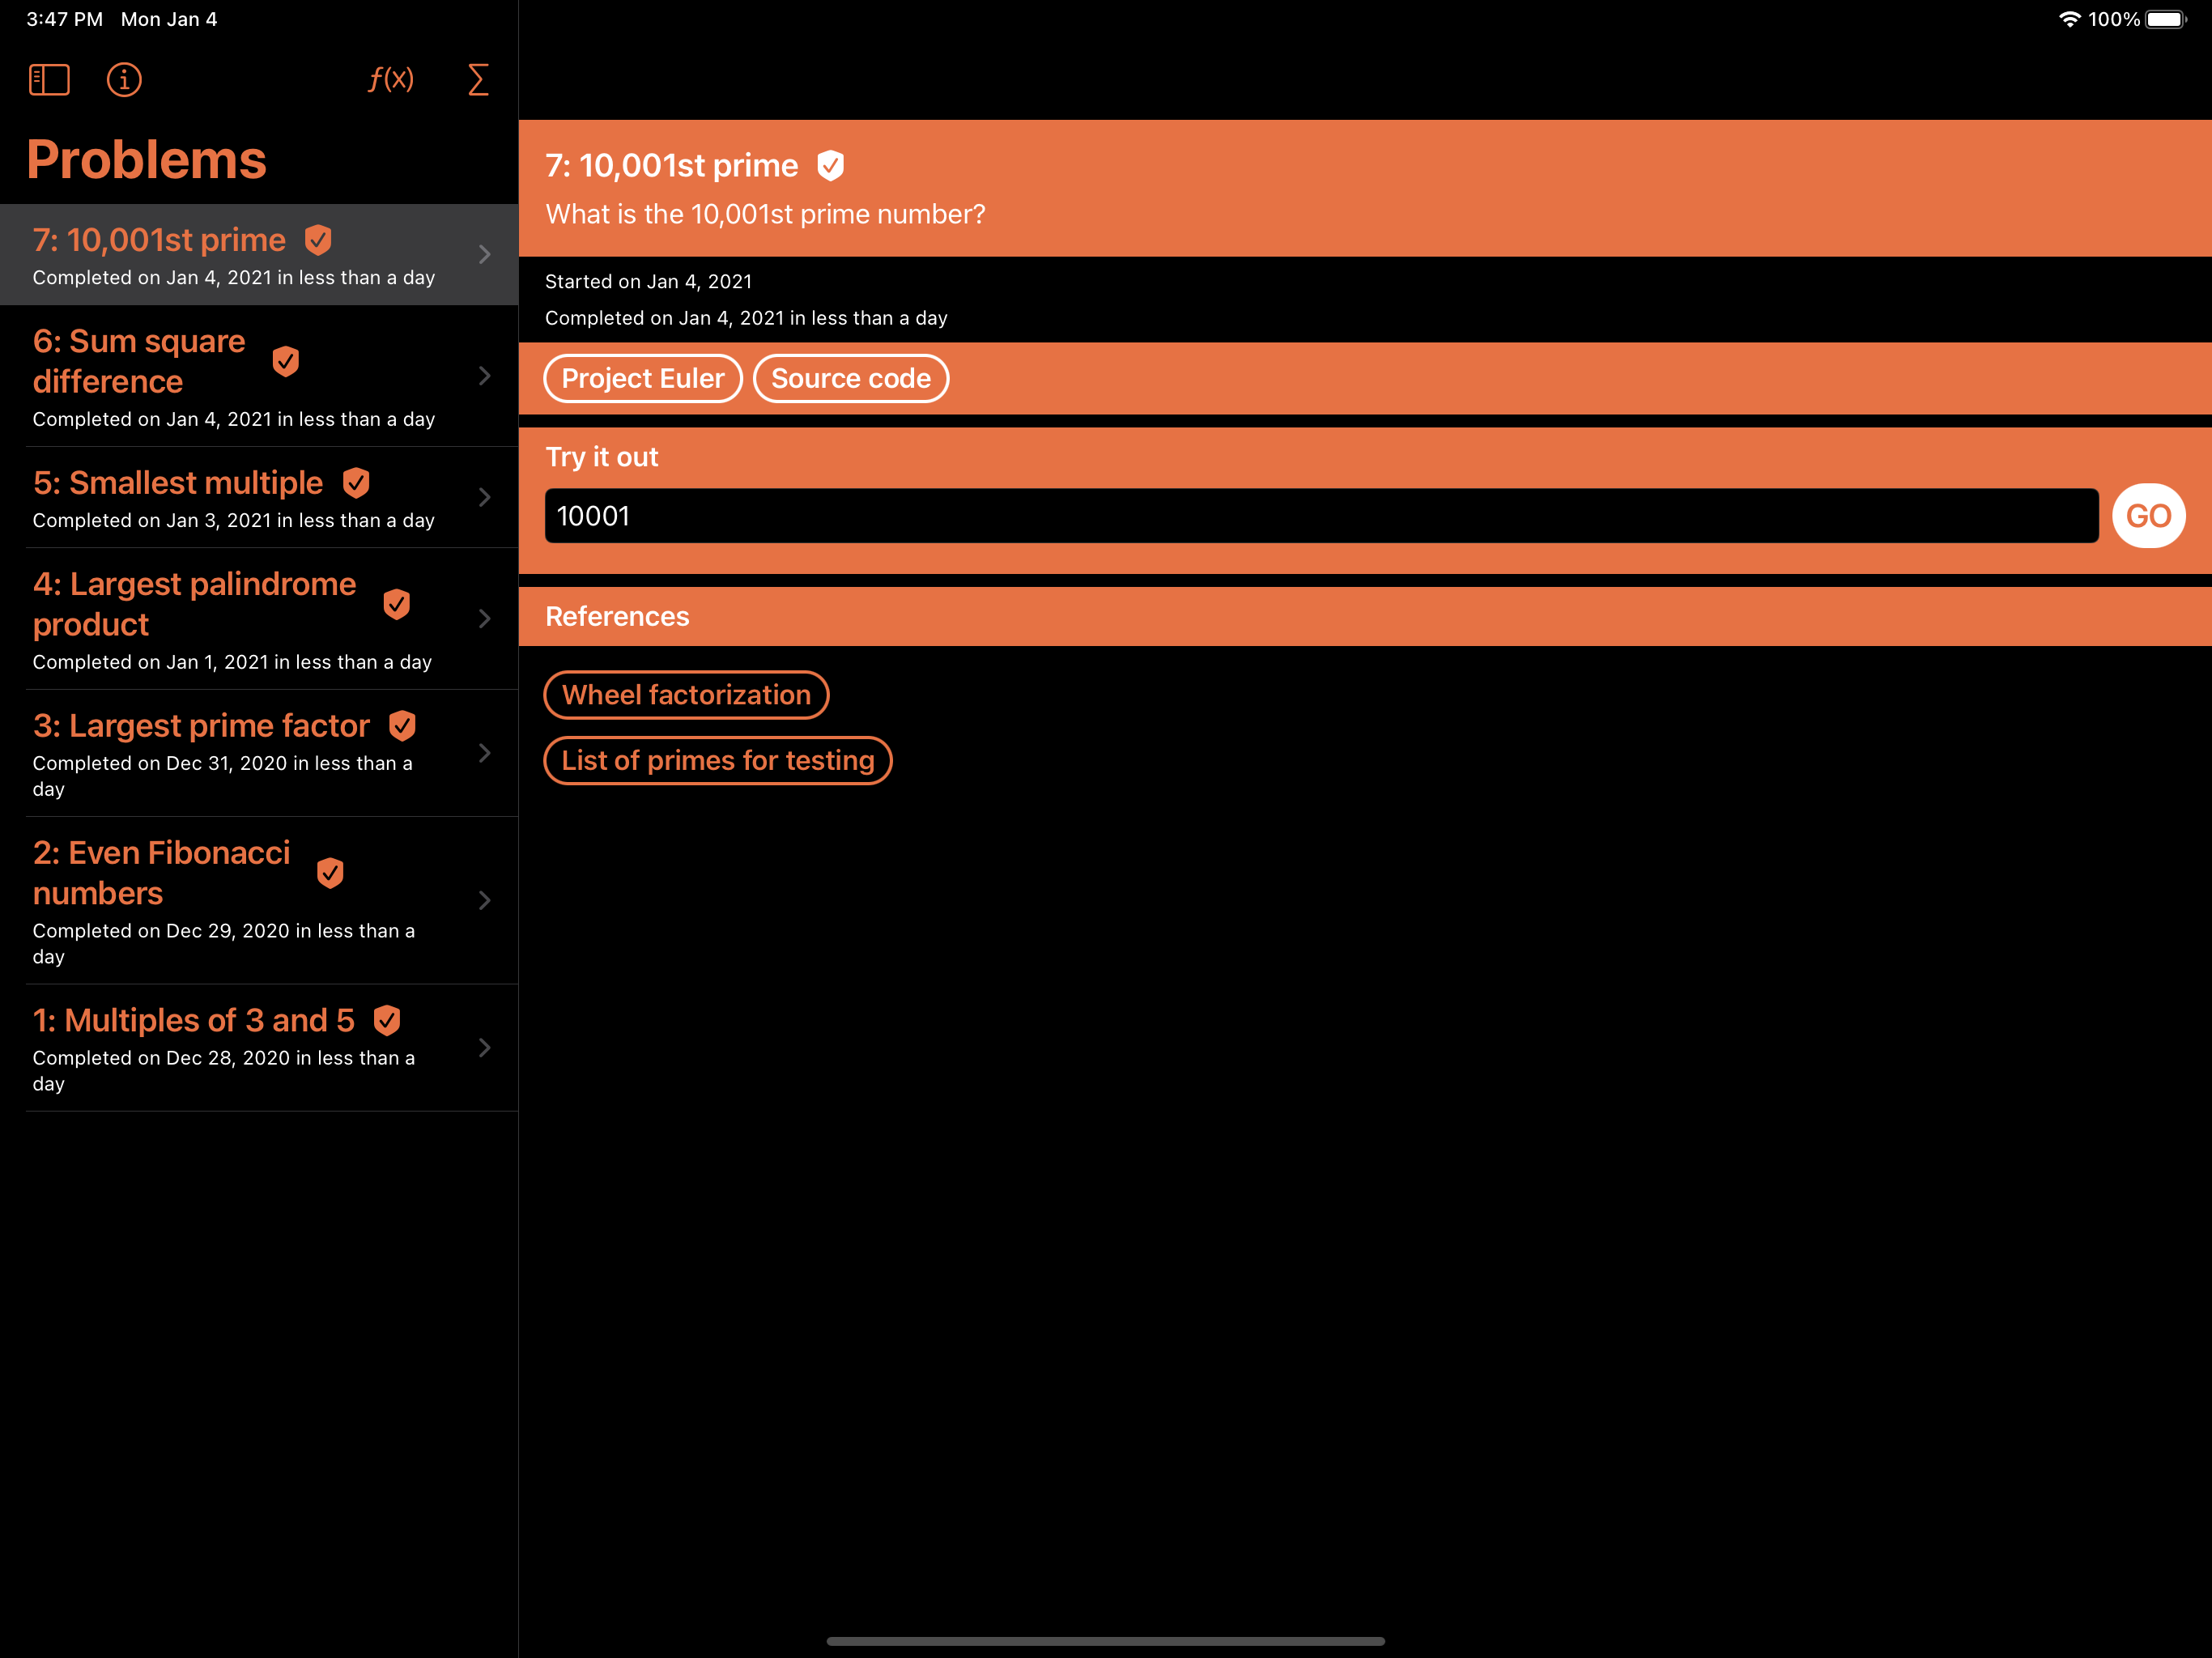 3:47 PM Mon Jan 4
100%
f(x)
Σ
Problems
7: 10,001st prime
Completed on Jan 4, 2021 in less than a day
6: Sum square
difference
Completed on Jan 4, 2021 in less than a day
5: Smallest multiple
Completed on Jan 3, 2021 in less than a day
4: Largest palindrome
product
Completed on Jan 1, 2021 in less than a day
3: Largest prime factor
Completed on Dec 31, 2020 in less than a
day
2: Even Fibonacci
numbers
Completed on Dec 29, 2020 in less than a
day
1: Multiples of 3 and 5
Completed on Dec 28, 2020 in less than a
day
7: 10,001st prime
What is the 10,001st prime number?
Started on Jan 4, 2021
Completed on Jan 4, 2021 in less than a day
Project Euler Source code
Try it out
10001 GO
References
Wheel factorization
List of primes for testing